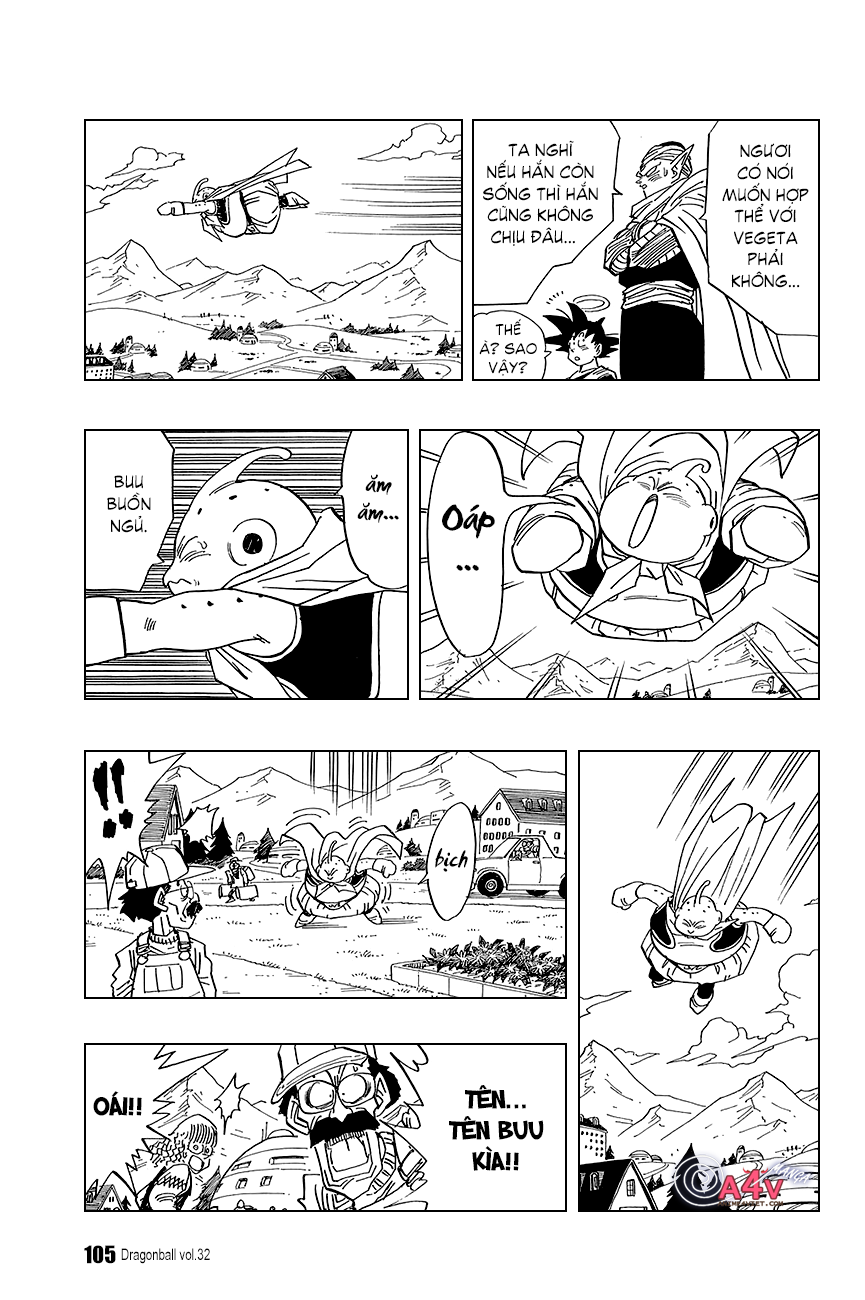 NGƯƠI
CÓ NÓI
MUỐN HỢP
THỂ VỚI
VEGETA
PHẢI
KHÔNG...
TA NGHĨ
NẾU HẮN CÒN
SỐNG THÌ HẮN
CŨNG KHÔNG
CHỊU ĐÂU...
THẾ
À? SAO
VẬY?
Oáp
...
ăm
ăm...
BUU
BUỒN
NGỦ.
bịch
!!
OÁI!!
TÊN...
TÊN BUU
KÌA!!
A4V
105 Dragonball vol.32